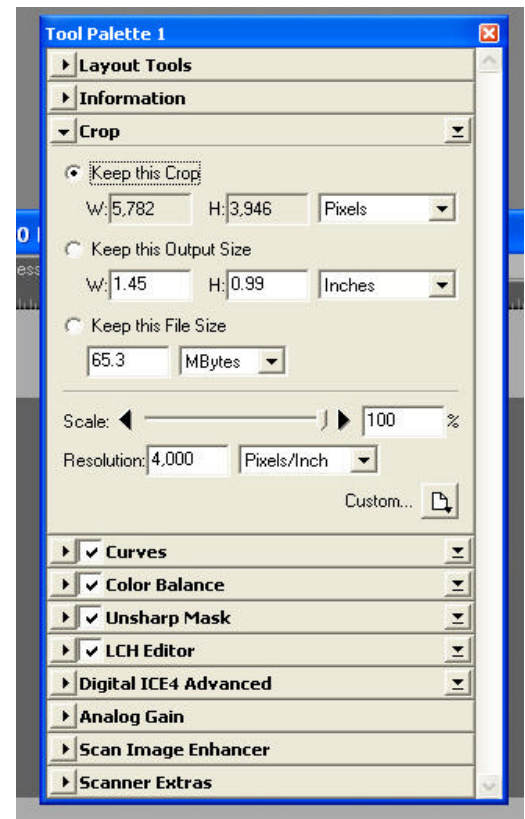 Tool Palette 1
Layout Tools
Information
Crop
Keep this Crop
W: 5,782 H: 3,946 Pixels
0
Keep this Output Size
ess
W: 1.45 H: 0.99 Inches
Keep this File Size
65.3 MBytes
Scale: 100 %
Resolution: 4,000 Pixels/Inch
Custom...
Curves
Color Balance
Unsharp Mask
LCH Editor
Digital ICE4 Advanced
Analog Gain
Scan Image Enhancer
Scanner Extras